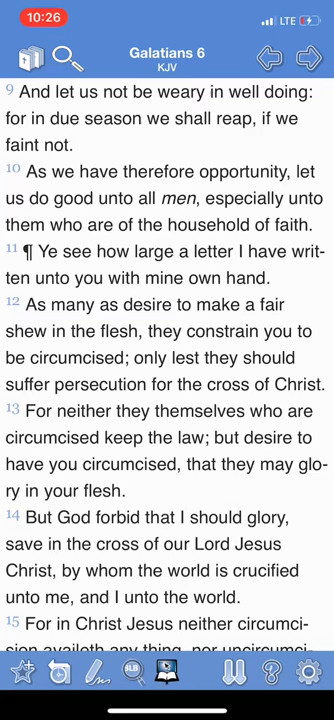 10:26
LTE
Galatians 6
KJV
9 And let us not be weary in well doing:
for in due season we shall reap, if we
faint not.
10 As we have therefore opportunity, let
us do good unto all men, especially unto
them who are of the household of faith.
11 ¶ Ye see how large a letter I have writ-
ten unto you with mine own hand.
12 As many as desire to make a fair
shew in the flesh, they constrain you to
be circumcised; only lest they should
suffer persecution for the cross of Christ.
13 For neither they themselves who are
circumcised keep the law; but desire to
have you circumcised, that they may glo-
ry in your flesh.
14 But God forbid that I should glory,
save in the cross of our Lord Jesus
Christ, by whom the world is crucified
unto me, and I unto the world.
15 For in Christ Jesus neither circumci-
sion availeth any thing, nor uncircumci-